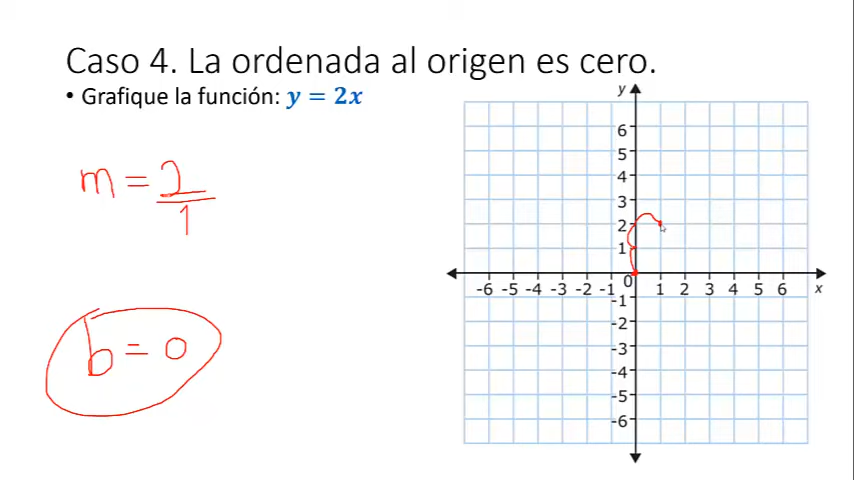 Caso 4. La ordenada al origen es cero.
• Grafique la función: y = 2x
m = 2
1
b = 0
y
6
5
4
3
2
1
0
-6 -5 -4 -3 -2 -1 1 2 3 4 5 6 x
-1
-2
-3
-4
-5
-6